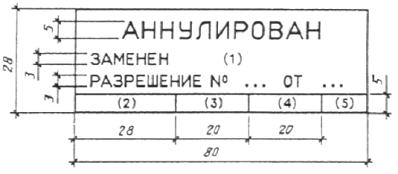 АННУЛИРОВАН
ЗАМЕНЕН (1)
РАЗРЕШЕНИЕ № ... ОТ ...
(2) (3) (4) (5)
28 20 20
80
28
5
3
3
5